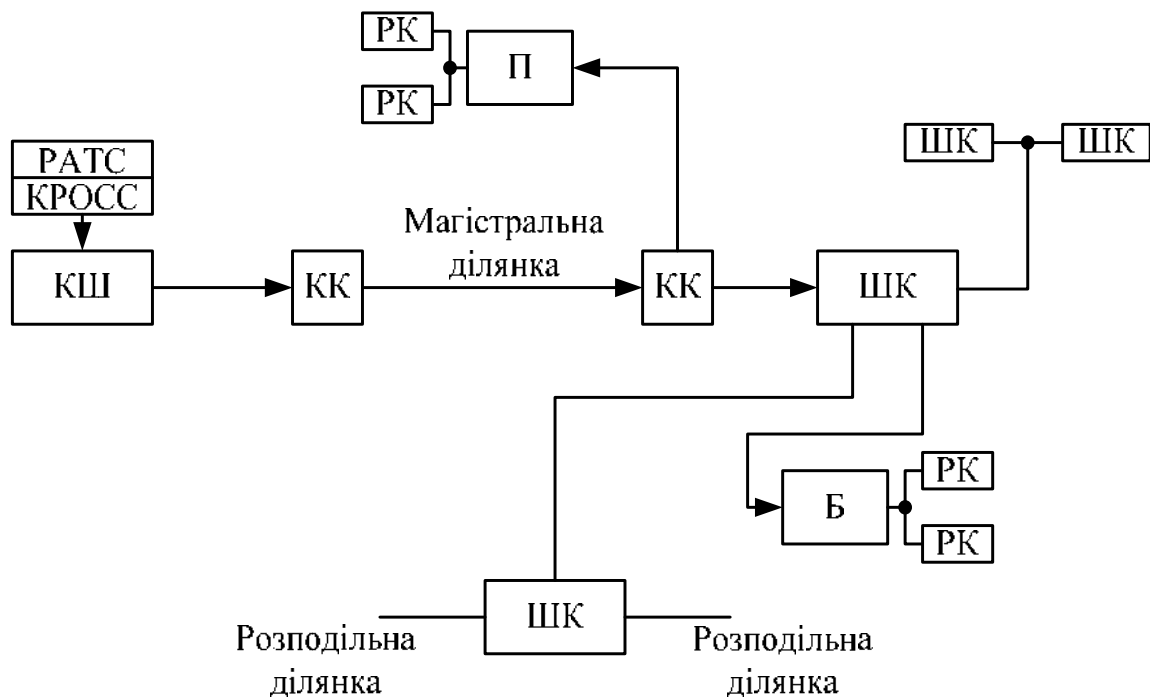 РК
П
РК
РАТС
КРОСС
ШК
ШК
Магістральна
ділянка
КШ
КК
КК
ШК
РК
Б
РК
ШК
Розподільна
ділянка
Розподільна
ділянка